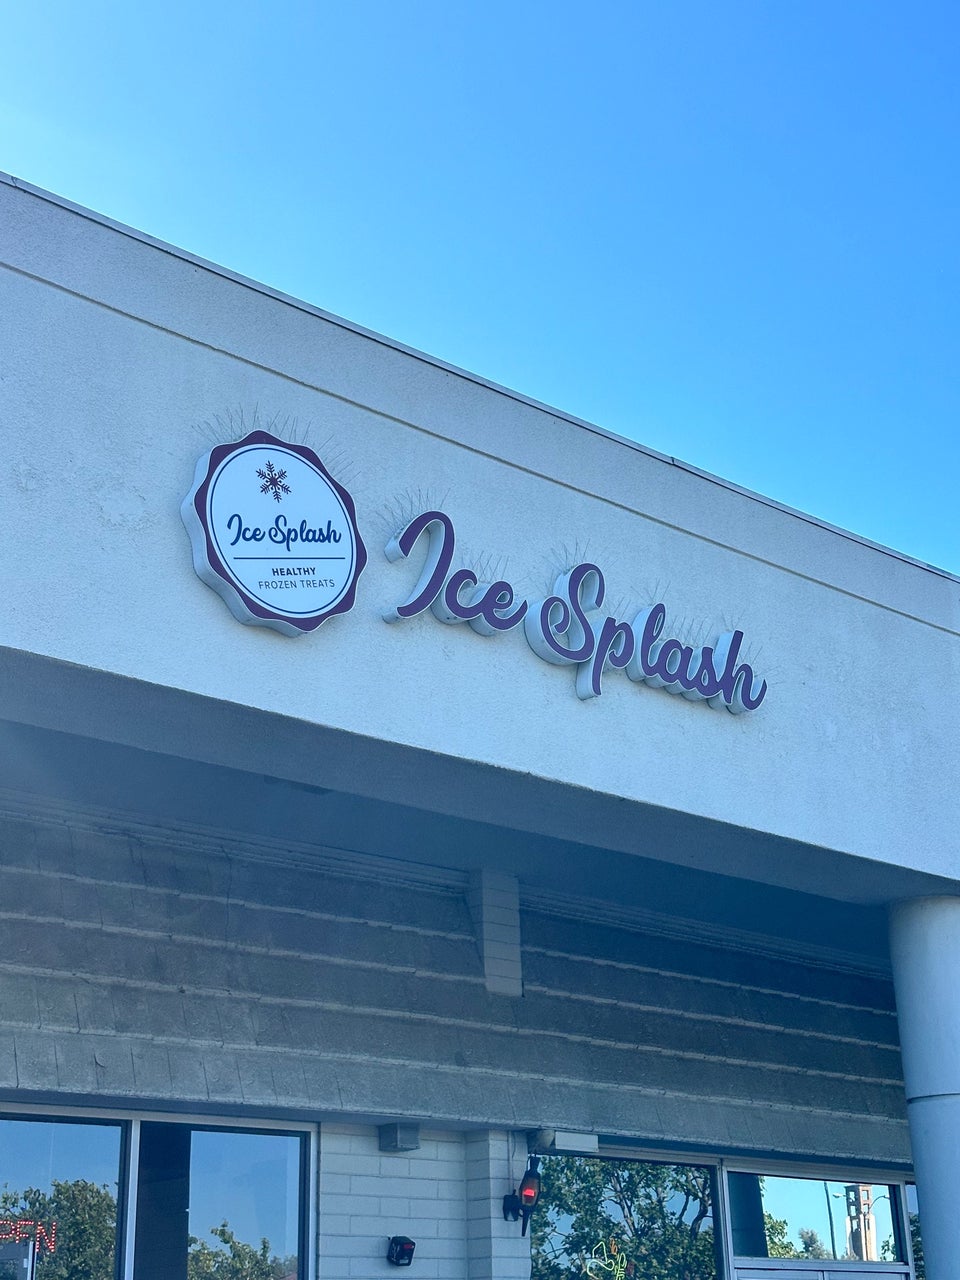 Ice Splash
HEALTHY
FROZEN TREATS
Ice Splash